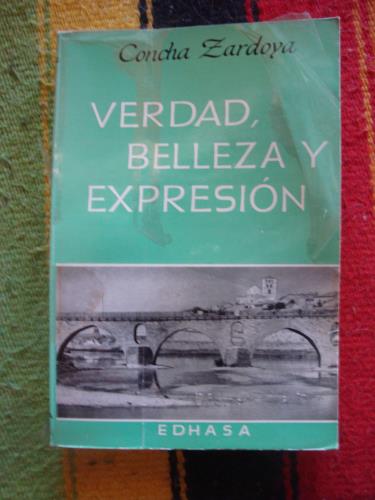 Concha Zardoya
VERDAD,
BELLEZA Y
EXPRESIÓN
EDHASA